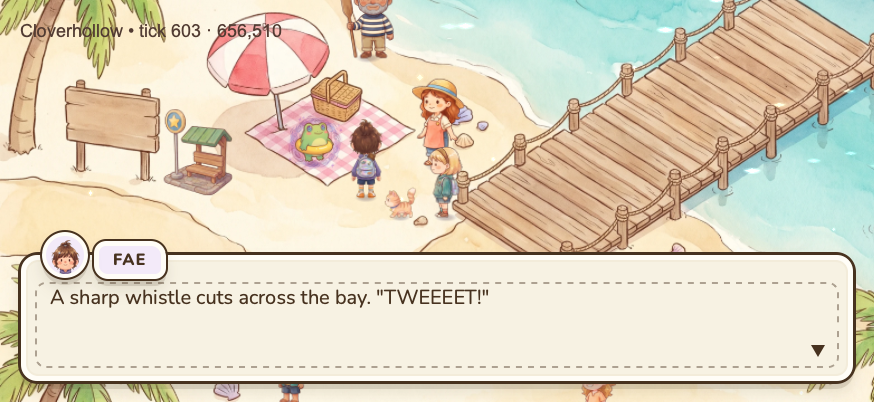 Cloverhollow • tick 603 · 656,510
FAE
A sharp whistle cuts across the bay. "TWEEEET!"